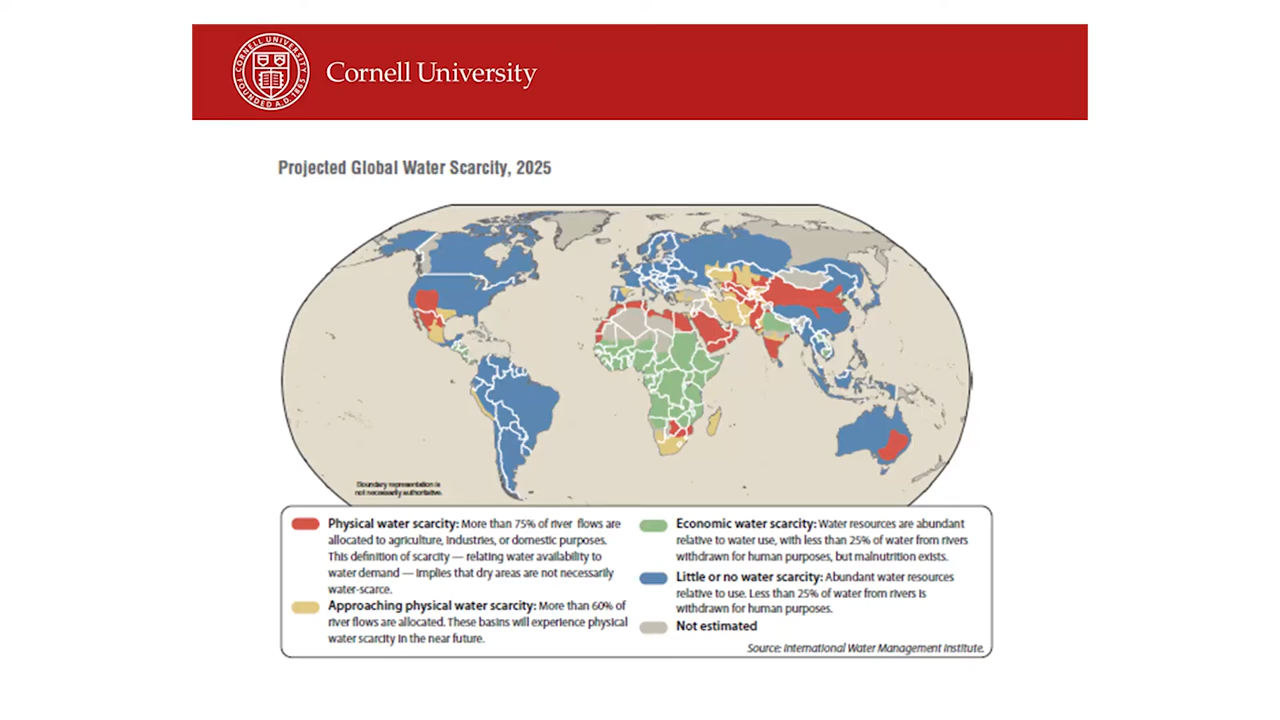 CORNELL UNIVERSITY
FOUNDED A.D. 1865
Cornell University
Projected Global Water Scarcity, 2025
Boundary representation is
not necessarily authoritative.
Physical water scarcity: More than 75% of river flows are
allocated to agriculture, industries, or domestic purposes.
This definition of scarcity — relating water availability to
water demand — implies that dry areas are not necessarily
water-scarce.
Approaching physical water scarcity: More than 60% of
river flows are allocated. These basins will experience physical
water scarcity in the near future.
Economic water scarcity: Water resources are abundant
relative to water use, with less than 25% of water from rivers
withdrawn for human purposes, but malnutrition exists.
Little or no water scarcity: Abundant water resources
relative to use. Less than 25% of water from rivers is
withdrawn for human purposes.
Not estimated
Source: International Water Management Institute.